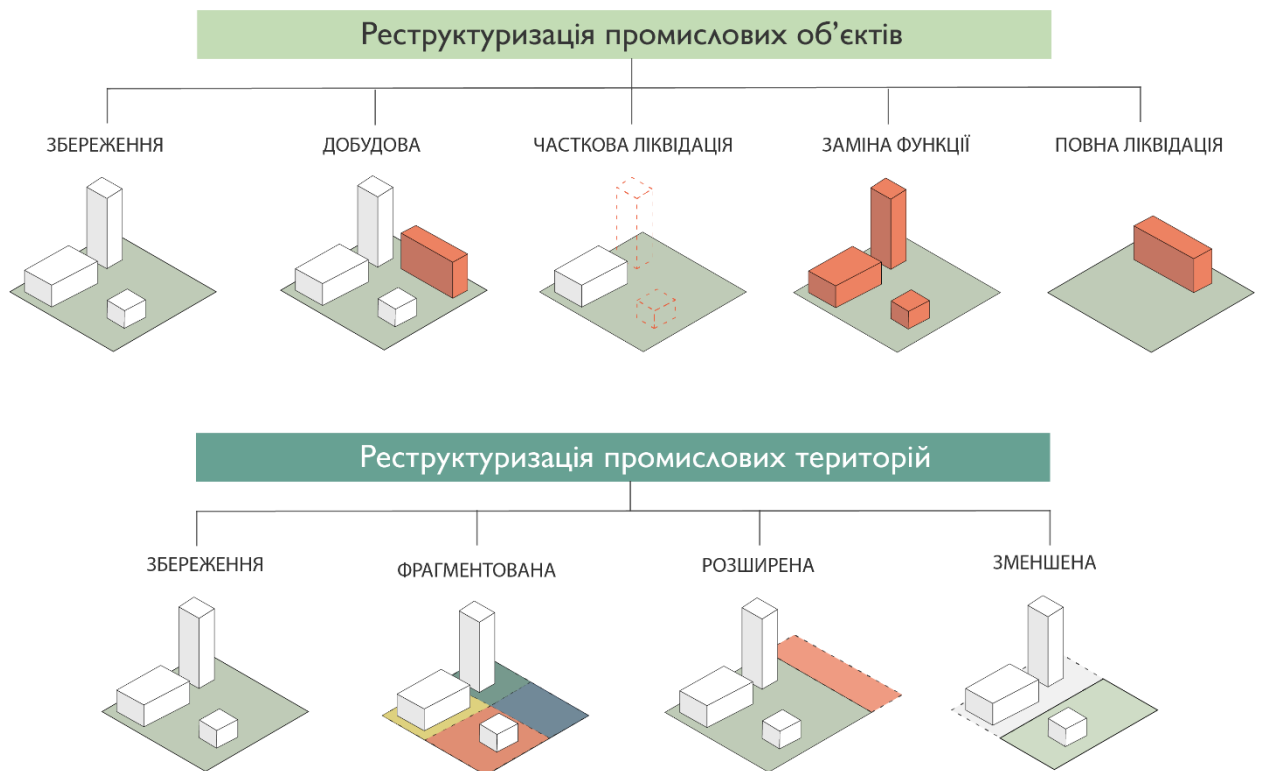 Реструктуризація промислових об’єктів
ЗБЕРЕЖЕННЯ
ДОБУДОВА
ЧАСТКОВА ЛІКВІДАЦІЯ
ЗАМІНА ФУНКЦІЇ
ПОВНА ЛІКВІДАЦІЯ
Реструктуризація промислових територій
ЗБЕРЕЖЕННЯ
ФРАГМЕНТОВАНА
РОЗШИРЕНА
ЗМЕНШЕНА